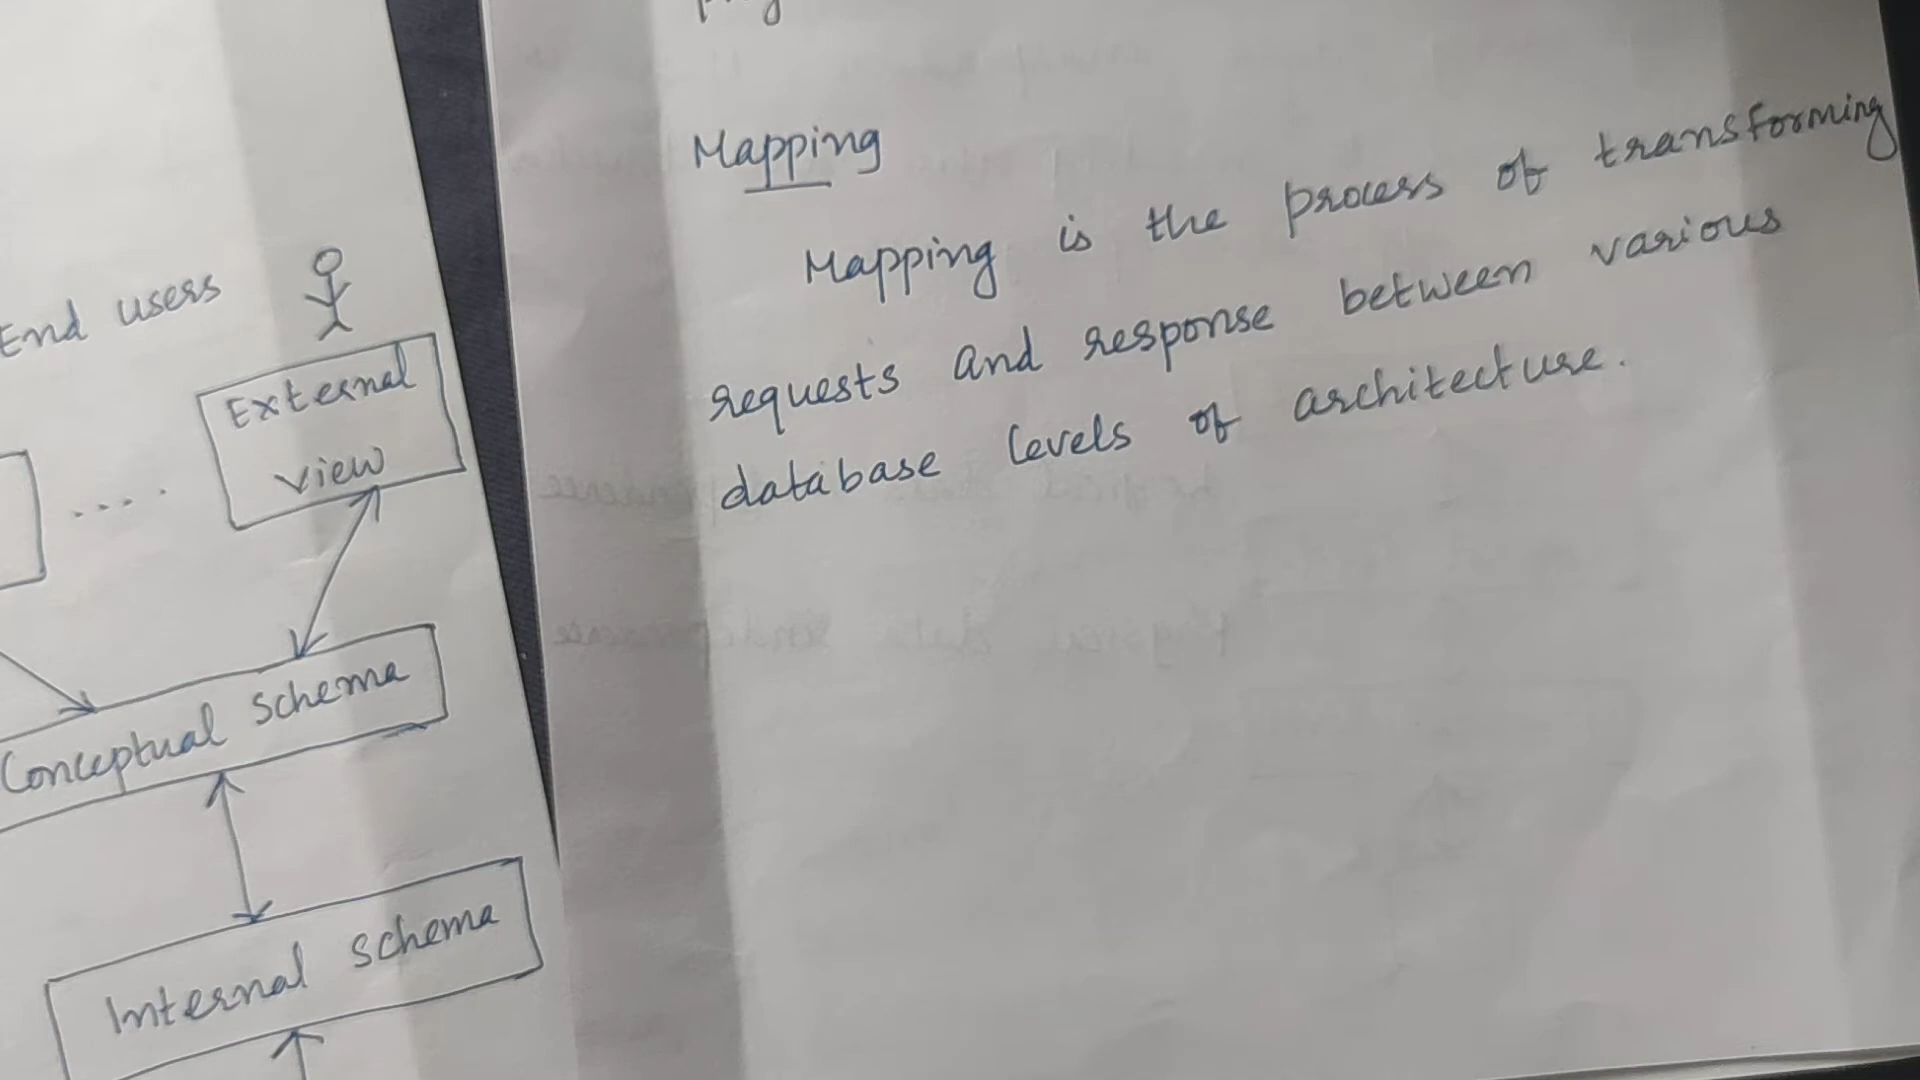 End users
External
view
....
Conceptual schema
Internal schema
Mapping
Mapping is the process of transforming
requests and response between various
database levels of architecture.